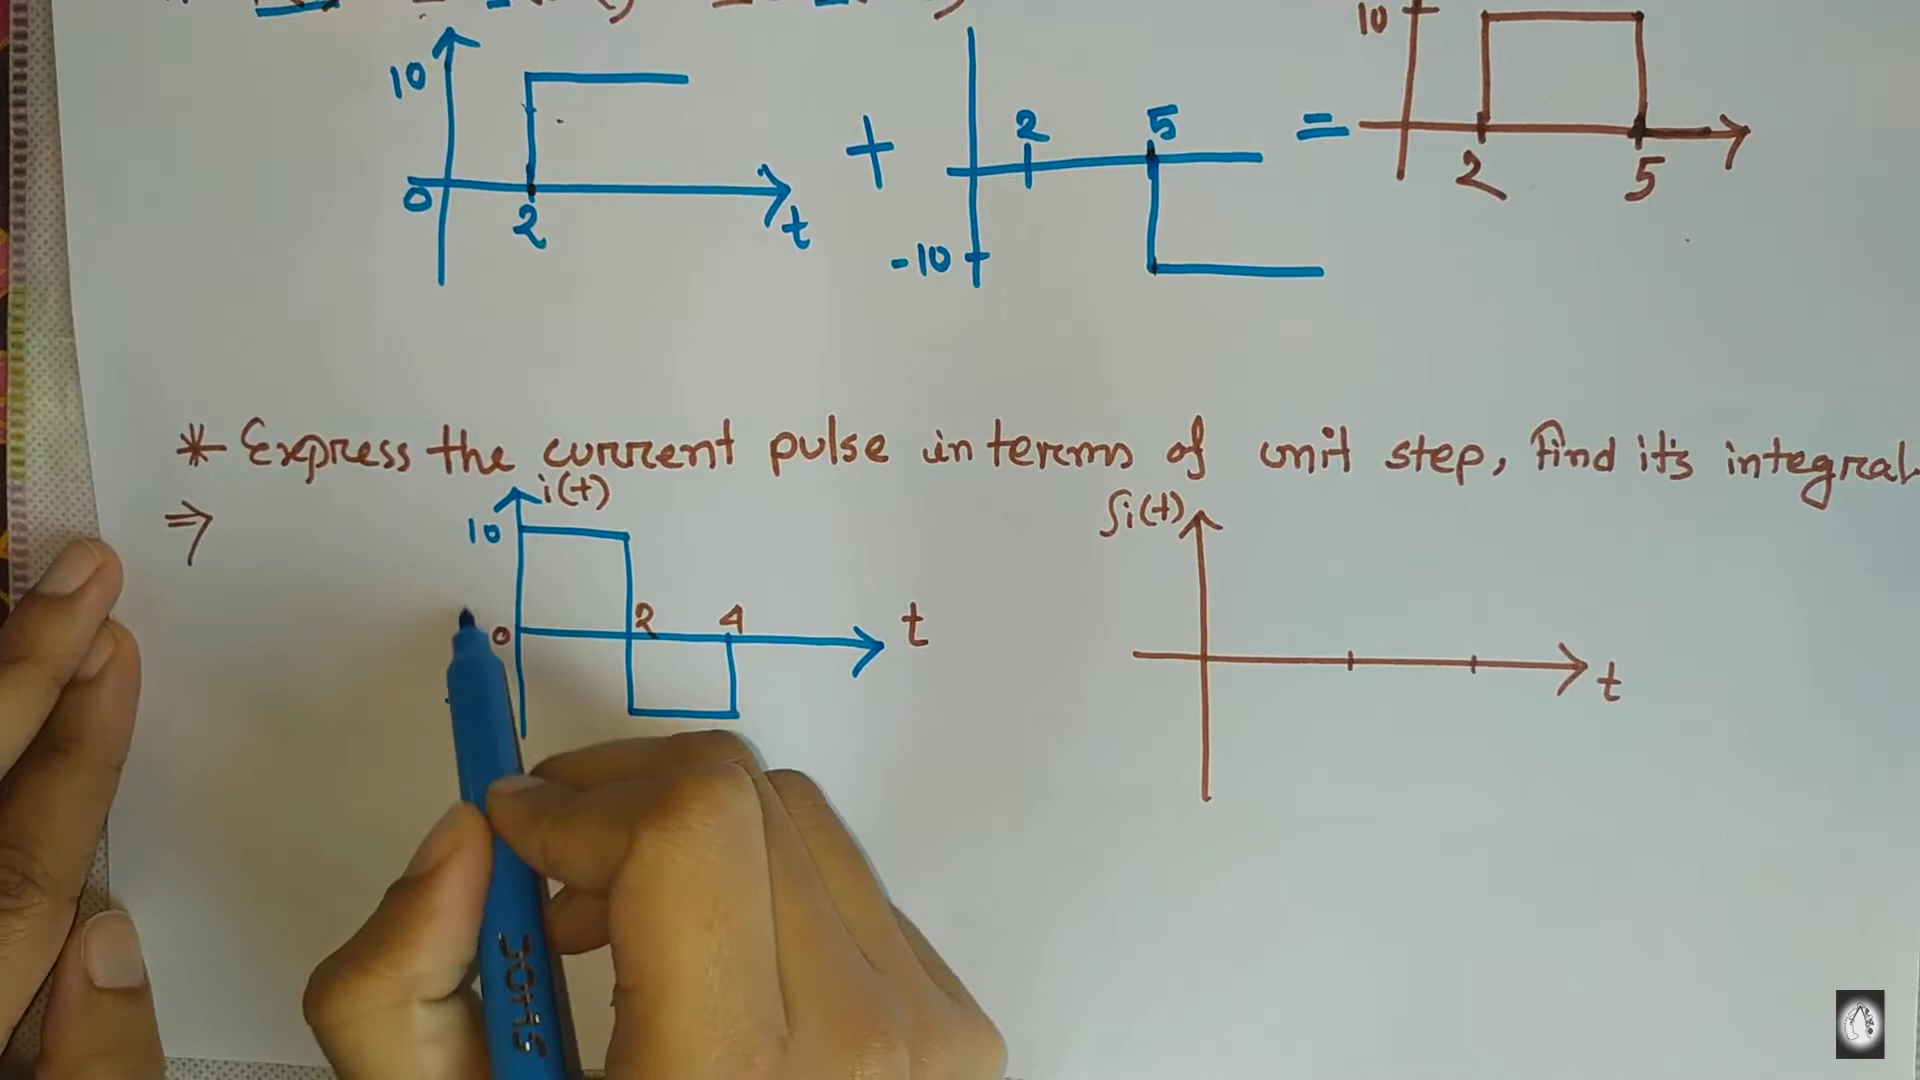 10
10
2
5
+
=
0
2
t
-10
2
5
* Express the current pulse in terms of unit step, Find it's integral
⇒
i(t)
10
0
2
4
t
∫i(t)
t